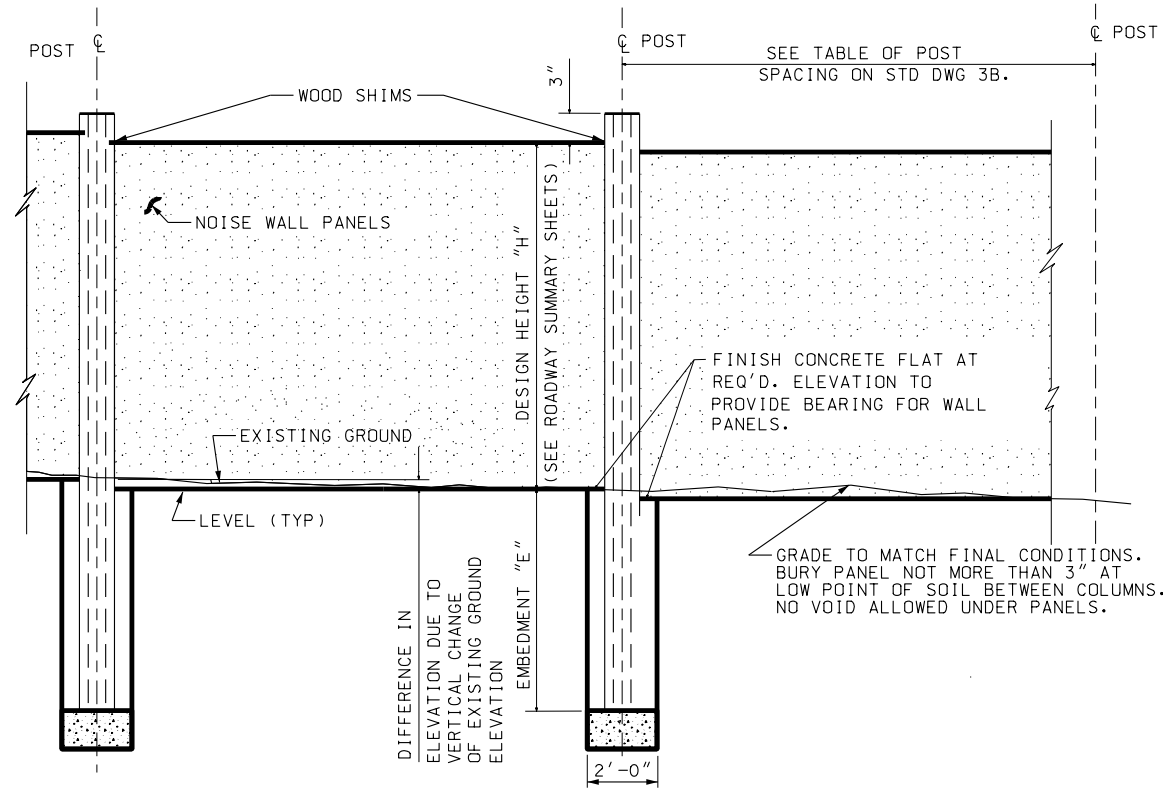 POST ℄
℄ POST
℄ POST
SEE TABLE OF POST
SPACING ON STD DWG 3B.
3"
WOOD SHIMS
NOISE WALL PANELS
DESIGN HEIGHT "H"
(SEE ROADWAY SUMMARY SHEETS)
FINISH CONCRETE FLAT AT
REQ'D. ELEVATION TO
PROVIDE BEARING FOR WALL
PANELS.
EXISTING GROUND
LEVEL (TYP)
GRADE TO MATCH FINAL CONDITIONS.
BURY PANEL NOT MORE THAN 3" AT
LOW POINT OF SOIL BETWEEN COLUMNS.
NO VOID ALLOWED UNDER PANELS.
DIFFERENCE IN
ELEVATION DUE TO
VERTICAL CHANGE
OF EXISTING GROUND
ELEVATION
EMBEDMENT "E"
2'-0"